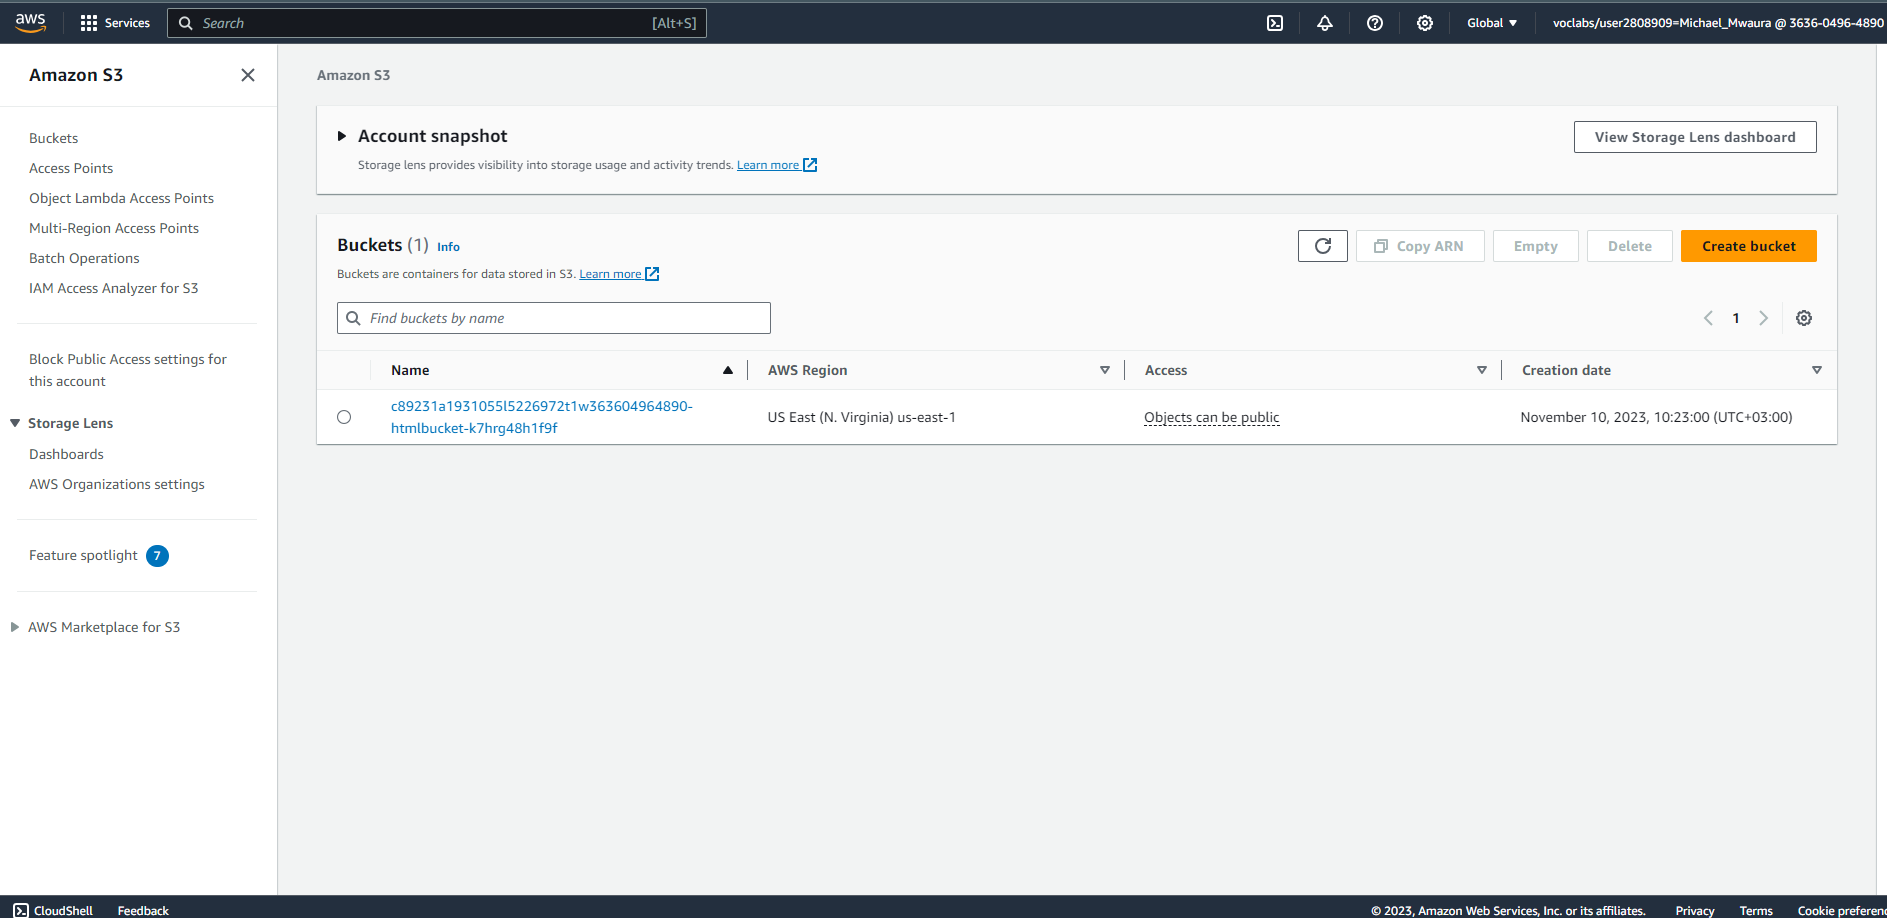 aws
Services
Search
[Alt+S]
Global
voclabs/user2808909=Michael_Mwaura @ 3636-0496-4890
Amazon S3
Buckets
Access Points
Object Lambda Access Points
Multi-Region Access Points
Batch Operations
IAM Access Analyzer for S3
Block Public Access settings for
this account
Storage Lens
Dashboards
AWS Organizations settings
Feature spotlight 7
AWS Marketplace for S3
Amazon S3
Account snapshot
View Storage Lens dashboard
Storage lens provides visibility into storage usage and activity trends. Learn more
Buckets (1) Info
Copy ARN
Empty
Delete
Create bucket
Buckets are containers for data stored in S3. Learn more
Find buckets by name
1
Name
AWS Region
Access
Creation date
c89231a1931055l5226972t1w363604964890-
htmlbucket-k7hrg48h1f9f
US East (N. Virginia) us-east-1
Objects can be public
November 10, 2023, 10:23:00 (UTC+03:00)
CloudShell
Feedback
© 2023, Amazon Web Services, Inc. or its affiliates.
Privacy
Terms
Cookie preferenc